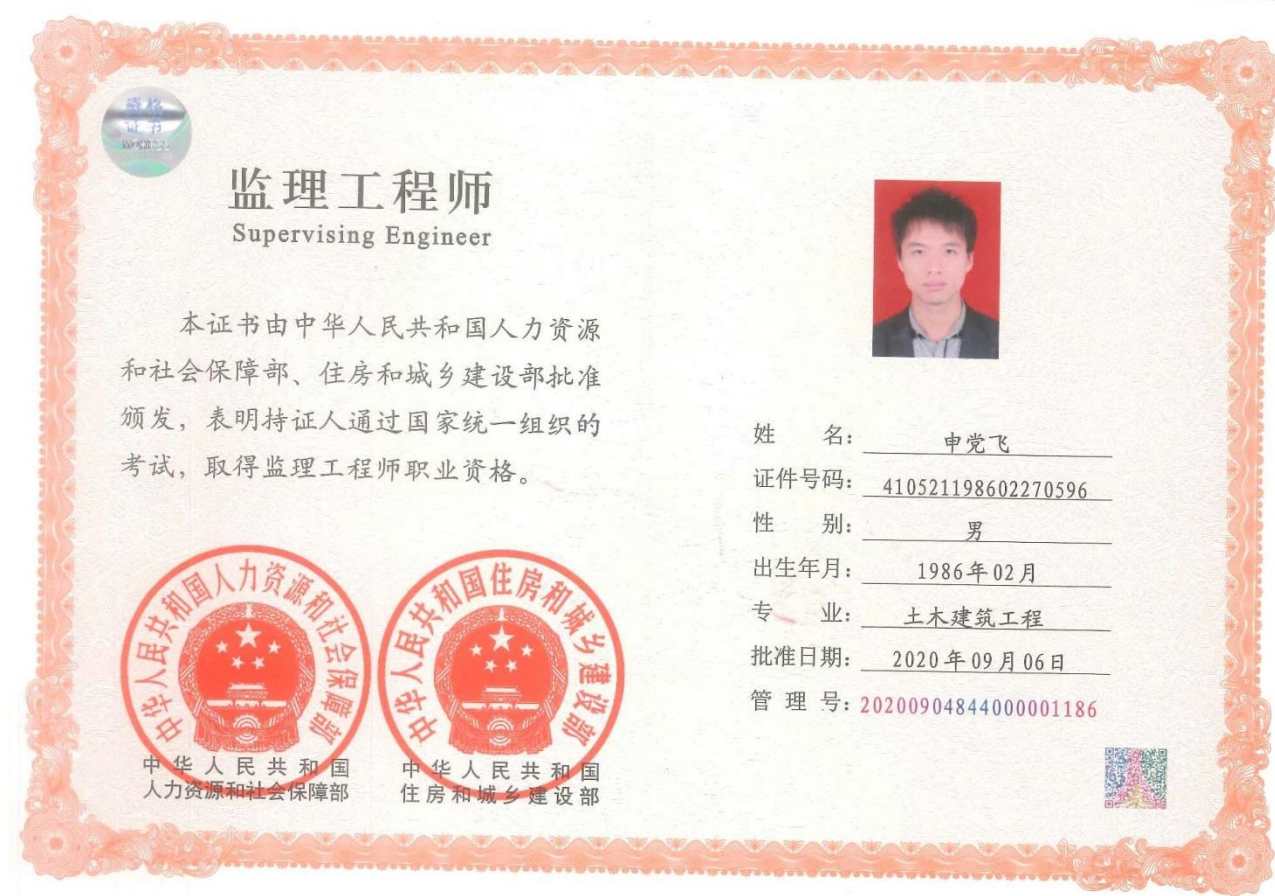 资格
证书
监理工程师
Supervising Engineer
本证书由中华人民共和国人力资源
和社会保障部、住房和城乡建设部批准
颁发，表明持证人通过国家统一组织的
考试，取得监理工程师职业资格。
中华人民共和国人力资源和社会保障部
中华人民共和国住房和城乡建设部
中华人民共和国
人力资源和社会保障部
中华人民共和国
住房和城乡建设部
姓 名：申党飞
证件号码：410521198602270596
性 别：男
出生年月：1986年02月
专 业：土木建筑工程
批准日期：2020年09月06日
管 理 号：20200904844000001186